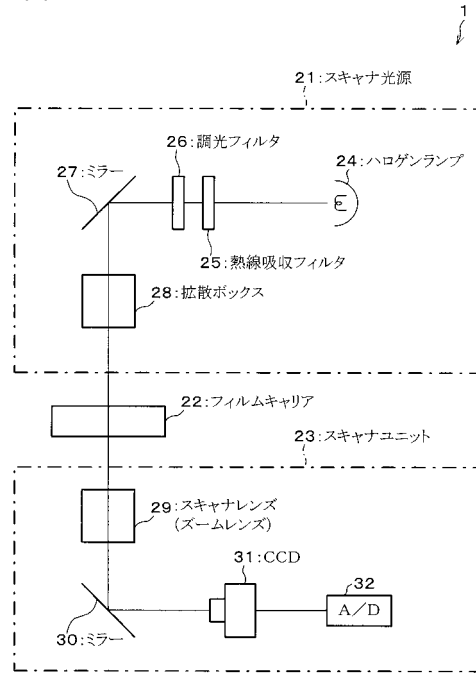 1
21:スキャナ光源
26:調光フィルタ
24:ハロゲンランプ
27:ミラー
25:熱線吸収フィルタ
28:拡散ボックス
22:フィルムキャリア
23:スキャナユニット
29:スキャナレンズ
(ズームレンズ)
31:CCD
32
A/D
30:ミラー